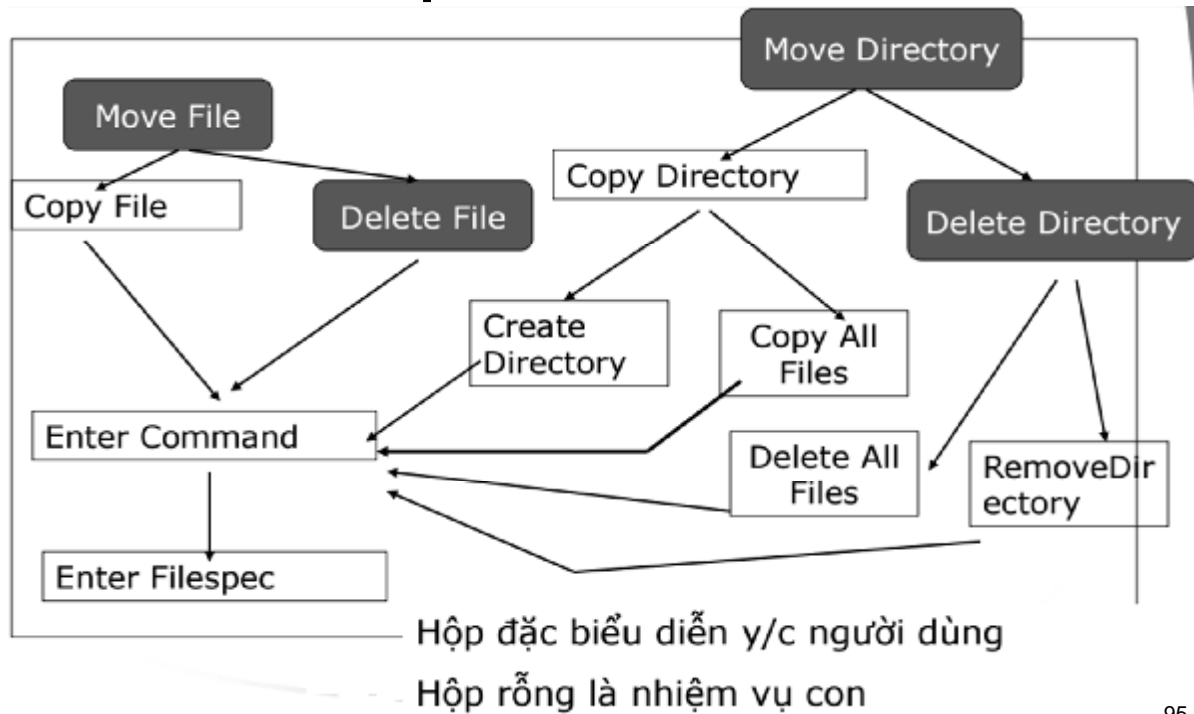 Move Directory
Move File
Copy File
Delete File
Copy Directory
Delete Directory
Create
Directory
Copy All
Files
Enter Command
Delete All
Files
RemoveDir
ectory
Enter Filespec
Hộp đặc biểu diễn y/c người dùng
Hộp rỗng là nhiệm vụ con
95